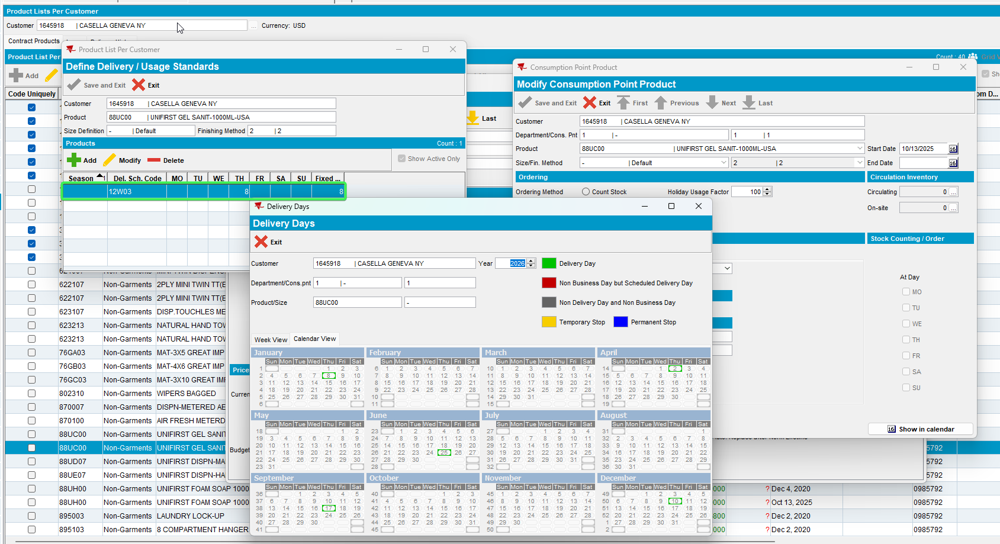 Product Lists Per Customer
Customer 1645918 | CASELLA GENEVA NY ... Currency: USD
Contract Products
Product List Per
Count : 40
Add
Code Uniquely
Product List Per Customer
Define Delivery / Usage Standards
Save and Exit Exit
Customer 1645918 | CASELLA GENEVA NY
Product 88UC00 | UNIFIRST GEL SANIT-1000ML-USA
Size Definition - | Default Finishing Method 2 | 2
Products Count : 1
Add Modify Delete Show Active Only
Season 1 Del. Sch. Code MO TU WE TH FR SA SU Fixed ...
12W03 8 8
Last
Consumption Point Product
Modify Consumption Point Product
Save and Exit Exit First Previous Next Last
Customer 1645918 | CASELLA GENEVA NY
Department/Cons. Pnt 1 | - 1 | 1
Product 88UC00 | UNIFIRST GEL SANIT-1000ML-USA Start Date 10/13/2025 16
Size/Fin. Method - | Default 2 | 2 End Date 16
Ordering Circulation Inventory
Ordering Method Count Stock Holiday Usage Factor 100 Circulating 0 ...
On-site 0 ...
Stock Counting / Order
At Day
MO
TU
WE
TH
FR
SA
SU
16 Show in calendar
Delivery Days
Delivery Days
Exit
Customer 1645918 | CASELLA GENEVA NY Year 2026 Delivery Day
Department/Cons.pnt 1 | - 1 Non Business Day but Scheduled Delivery Day
Product/Size 88UC00 - Non Delivery Day and Non Business Day
Temporary Stop Permanent Stop
Week View Calendar View
January February March April
Sun Mon Tue Wed Thu Fri Sat Sun Mon Tue Wed Thu Fri Sat Sun Mon Tue Wed Thu Fri Sat Sun Mon Tue Wed Thu Fri Sat
1 1 2 3 6 1 2 3 4 5 6 7 10 1 2 3 4 5 6 7 14 1 2 3 4
2 4 5 6 7 8 9 10 7 8 9 10 11 12 13 14 11 8 9 10 11 12 13 14 15 5 6 7 8 9 10 11
3 11 12 13 14 15 16 17 8 15 16 17 18 19 20 21 12 15 16 17 18 19 20 21 16 12 13 14 15 16 17 18
4 18 19 20 21 22 23 24 9 22 23 24 25 26 27 28 13 22 23 24 25 26 27 28 17 19 20 21 22 23 24 25
5 25 26 27 28 29 30 31 10 14 29 30 31 18 26 27 28 29 30
6 11 15 19
May June July August
Sun Mon Tue Wed Thu Fri Sat Sun Mon Tue Wed Thu Fri Sat Sun Mon Tue Wed Thu Fri Sat Sun Mon Tue Wed Thu Fri Sat
18 1 2 23 1 2 3 4 5 6 27 1 2 3 4 31 1
19 3 4 5 6 7 8 9 24 7 8 9 10 11 12 13 28 5 6 7 8 9 10 11 32 2 3 4 5 6 7 8
20 10 11 12 13 14 15 16 25 14 15 16 17 18 19 20 29 12 13 14 15 16 17 18 33 9 10 11 12 13 14 15
21 17 18 19 20 21 22 23 26 21 22 23 24 25 26 27 30 19 20 21 22 23 24 25 34 16 17 18 19 20 21 22
22 24 25 26 27 28 29 30 27 28 29 30 31 26 27 28 29 30 31 35 23 24 25 26 27 28 29
23 31 28 32 36 30 31
September October November December
Sun Mon Tue Wed Thu Fri Sat Sun Mon Tue Wed Thu Fri Sat Sun Mon Tue Wed Thu Fri Sat Sun Mon Tue Wed Thu Fri Sat
36 1 2 3 4 5 40 1 2 3 45 1 2 3 4 5 6 7 49 1 2 3 4 5
37 6 7 8 9 10 11 12 41 4 5 6 7 8 9 10 46 8 9 10 11 12 13 14 50 6 7 8 9 10 11 12
38 13 14 15 16 17 18 19 42 11 12 13 14 15 16 17 47 15 16 17 18 19 20 21 51 13 14 15 16 17 18 19
39 20 21 22 23 24 25 26 43 18 19 20 21 22 23 24 48 22 23 24 25 26 27 28 52 20 21 22 23 24 25 26
40 27 28 29 30 44 25 26 27 28 29 30 31 49 29 30 1 27 28 29 30 31
41 45 50 2
622107 Non-Garments 2PLY MINI TWIN TT(E
622107 Non-Garments 2PLY MINI TWIN TT(E
623107 Non-Garments DISP.TOUCHLES ME
623213 Non-Garments NATURAL HAND TOW
623213 Non-Garments NATURAL HAND TOW
76GA03 Non-Garments MAT-3X5 GREAT IMP
76GB03 Non-Garments MAT-4X6 GREAT IMP
76GC03 Non-Garments MAT-3X10 GREAT IM
802310 Non-Garments WIPERS BAGGED
870007 Non-Garments DISPN-METERED AE
870100 Non-Garments AIR FRESH METERD
88UC00 Non-Garments UNIFIRST GEL SANIT
88UC00 Non-Garments UNIFIRST GEL SANIT 5792
88UD07 Non-Garments UNIFIRST DISPN-MA 5792
88UE07 Non-Garments UNIFIRST DISPN-HA 5792
88UH00 Non-Garments UNIFIRST FOAM SOAP 1000 000 ? Dec 4, 2020 0985792
88UH00 Non-Garments UNIFIRST FOAM SOAP 1000 000 ? Oct 13, 2025 0985792
895003 Non-Garments LAUNDRY LOCK-UP 800 ? Dec 2, 2020 0985792
895103 Non-Garments 8 COMPARTMENT HANGER 000 ? Dec 2, 2020 0985792
Price
Curren
Budget